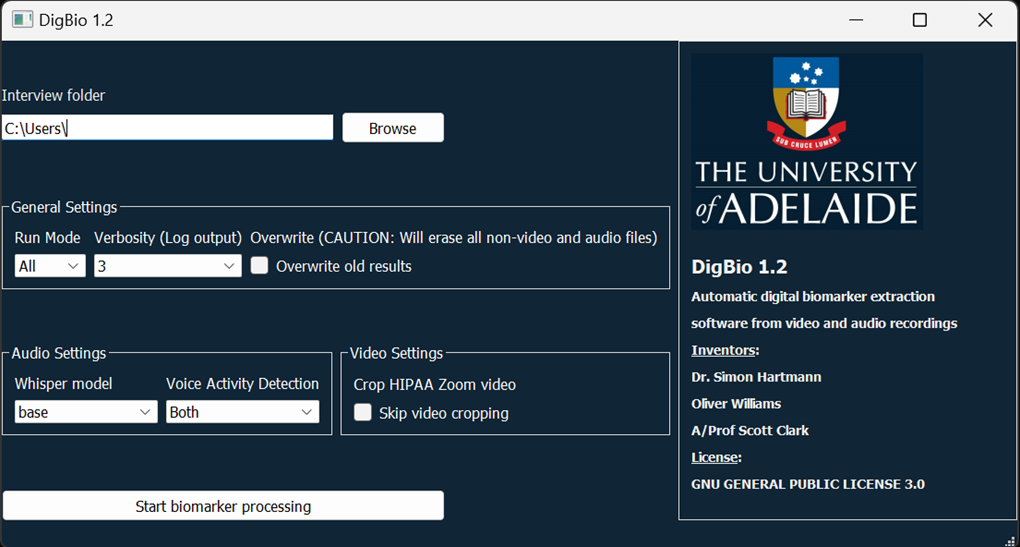 DigBio 1.2
Interview folder
C:\Users\
Browse
General Settings
Run Mode
Verbosity (Log output)
Overwrite (CAUTION: Will erase all non-video and audio files)
All
3
Overwrite old results
Audio Settings
Whisper model
Voice Activity Detection
base
Both
Video Settings
Crop HIPAA Zoom video
Skip video cropping
Start biomarker processing
SUB CRUCE LUMEN
THE UNIVERSITY
of ADELAIDE
DigBio 1.2
Automatic digital biomarker extraction
software from video and audio recordings
Inventors:
Dr. Simon Hartmann
Oliver Williams
A/Prof Scott Clark
License:
GNU GENERAL PUBLIC LICENSE 3.0